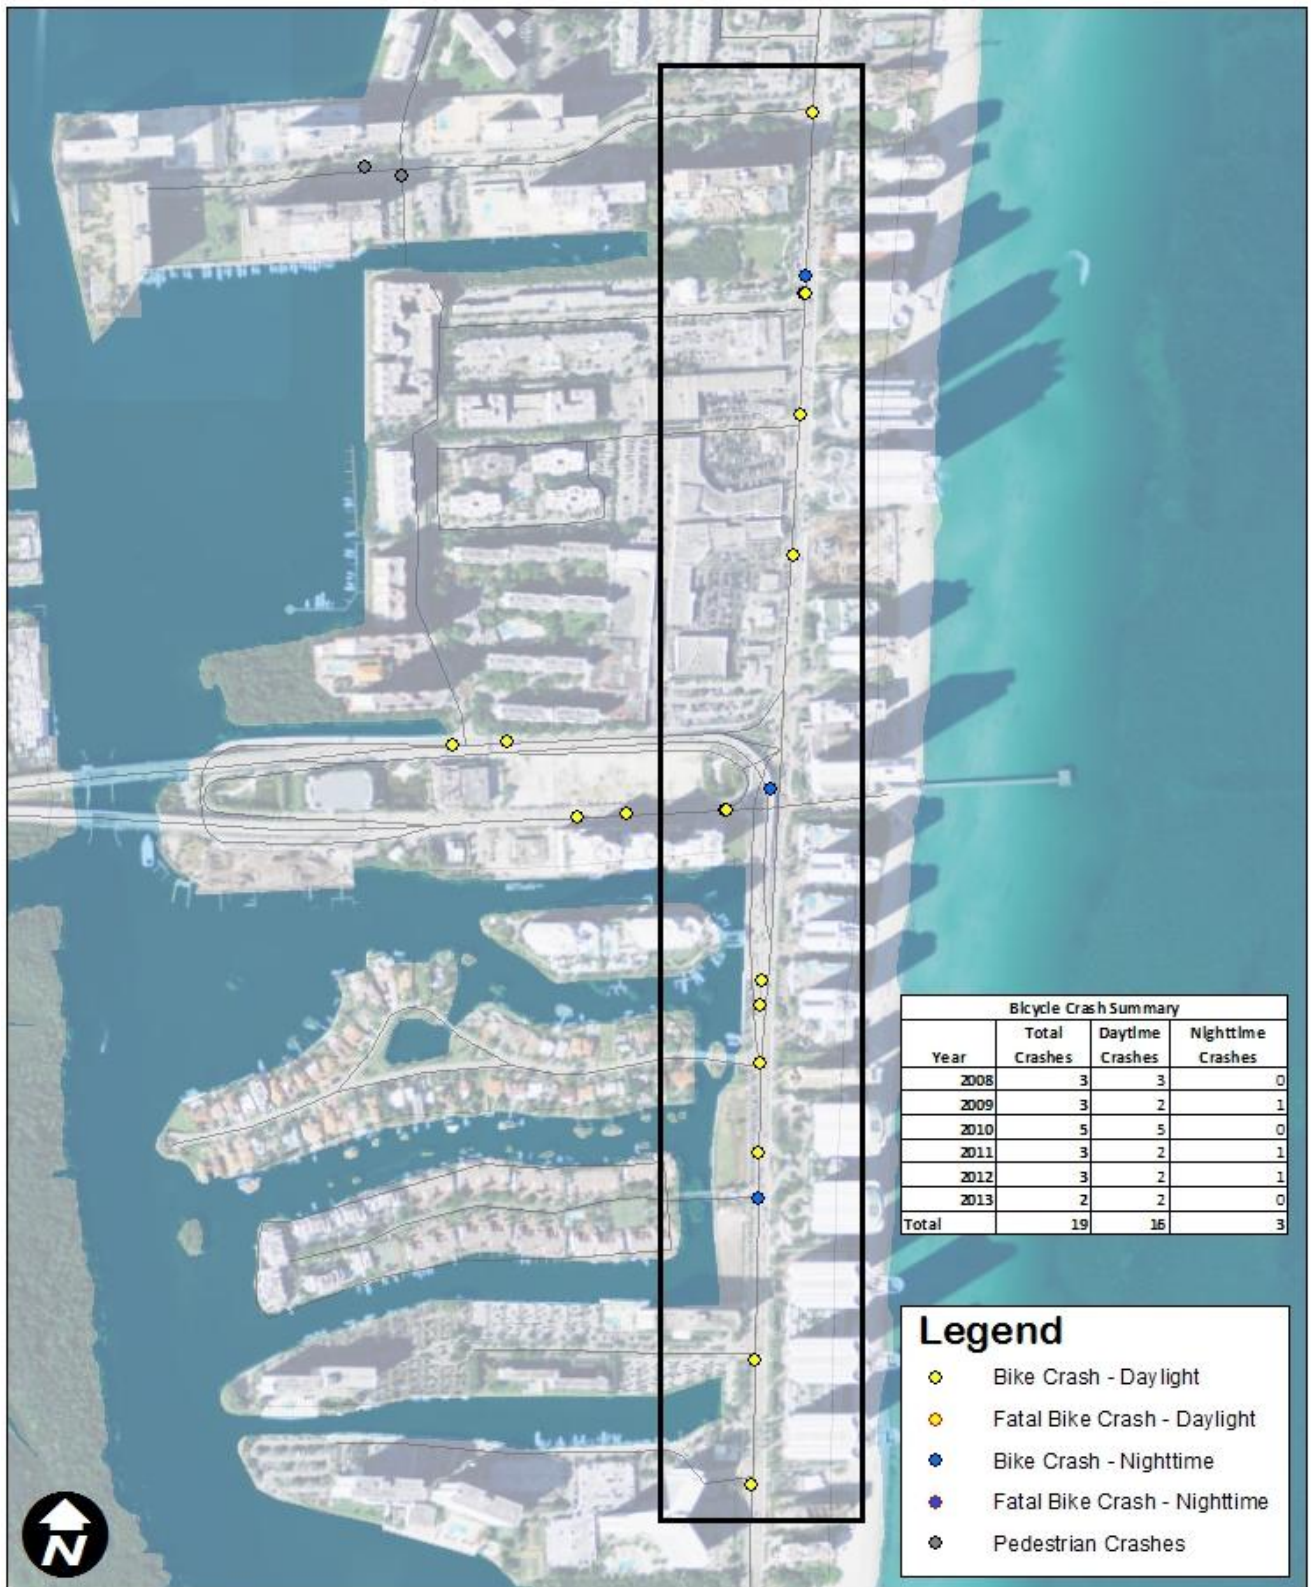 Bicycle Crash Summary
Year Total Crashes Daytime Crashes Nighttime Crashes
2008 3 3 0
2009 3 2 1
2010 5 5 0
2011 3 2 1
2012 3 2 1
2013 2 2 0
Total 19 16 3
Legend
Bike Crash - Daylight
Fatal Bike Crash - Daylight
Bike Crash - Nighttime
Fatal Bike Crash - Nighttime
Pedestrian Crashes
N